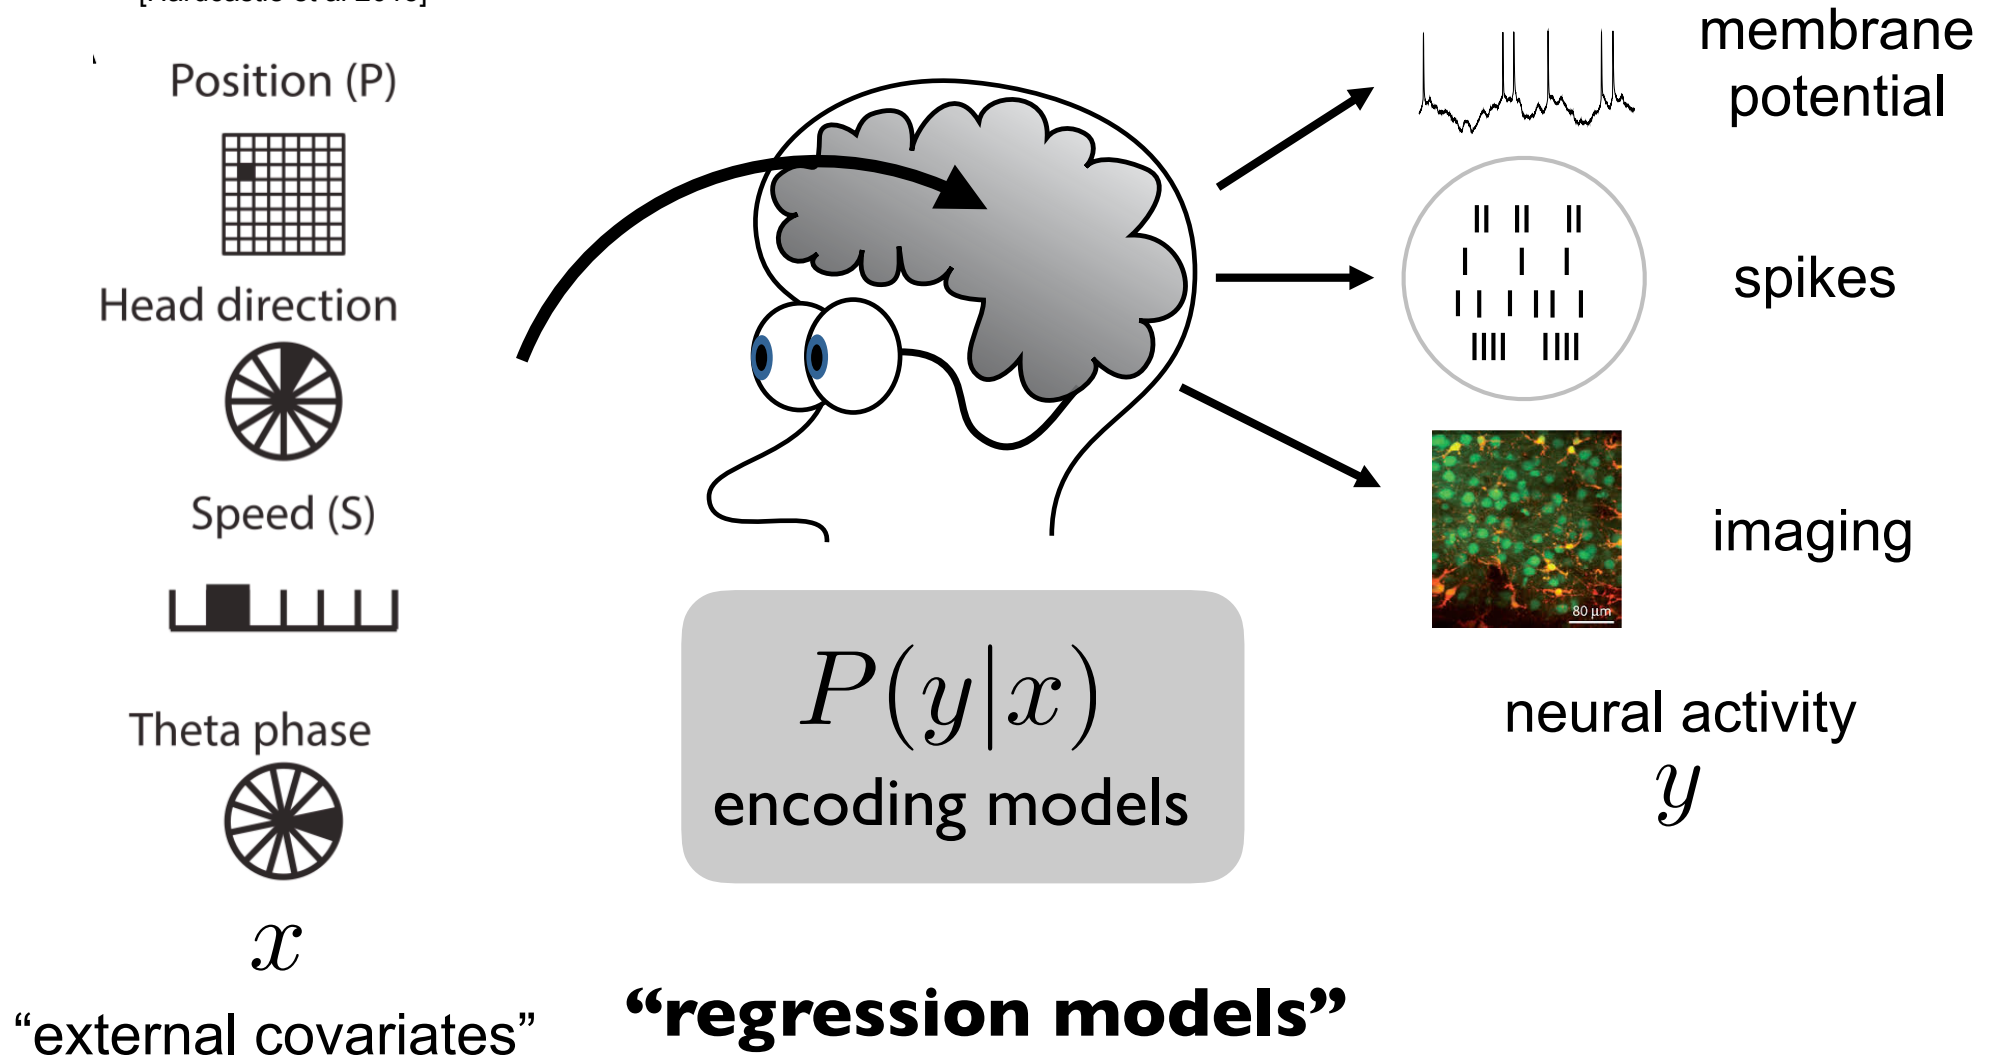 Position (P)
Head direction
Speed (S)
Theta phase
x
“external covariates”
P(y|x)
encoding models
“regression models”
membrane
potential
spikes
imaging
80 μm
neural activity
y